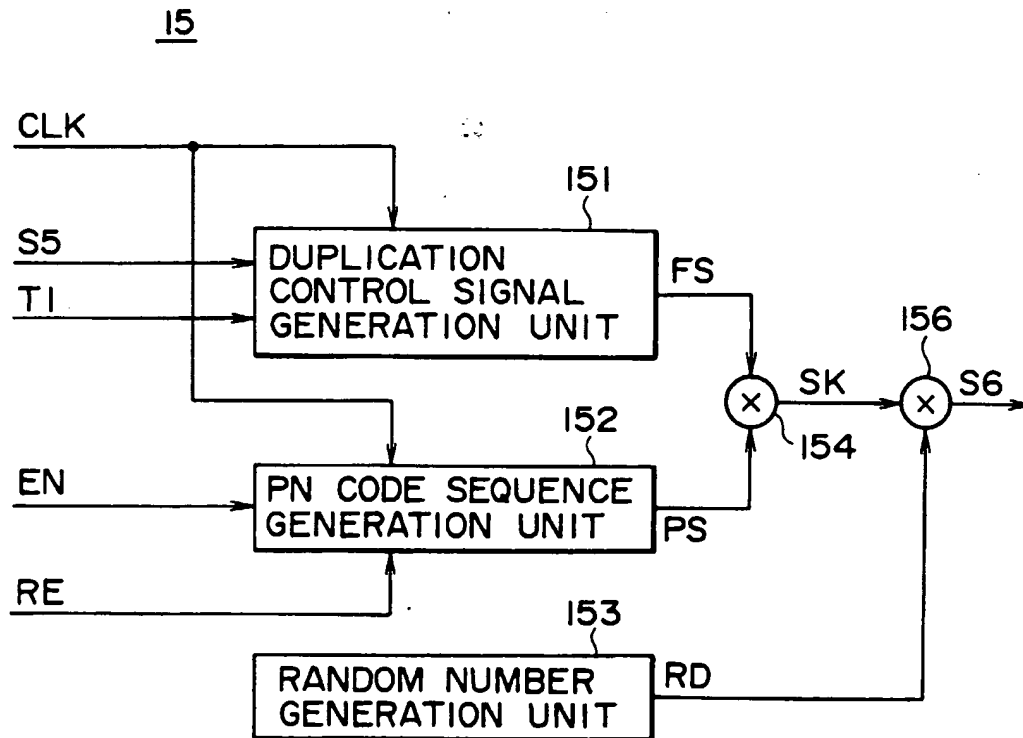 15
CLK
151
S5
DUPLICATION
CONTROL SIGNAL
GENERATION UNIT
FS
T1
156
SK
S6
154
152
EN
PN CODE SEQUENCE
GENERATION UNIT
PS
RE
153
RANDOM NUMBER
GENERATION UNIT
RD